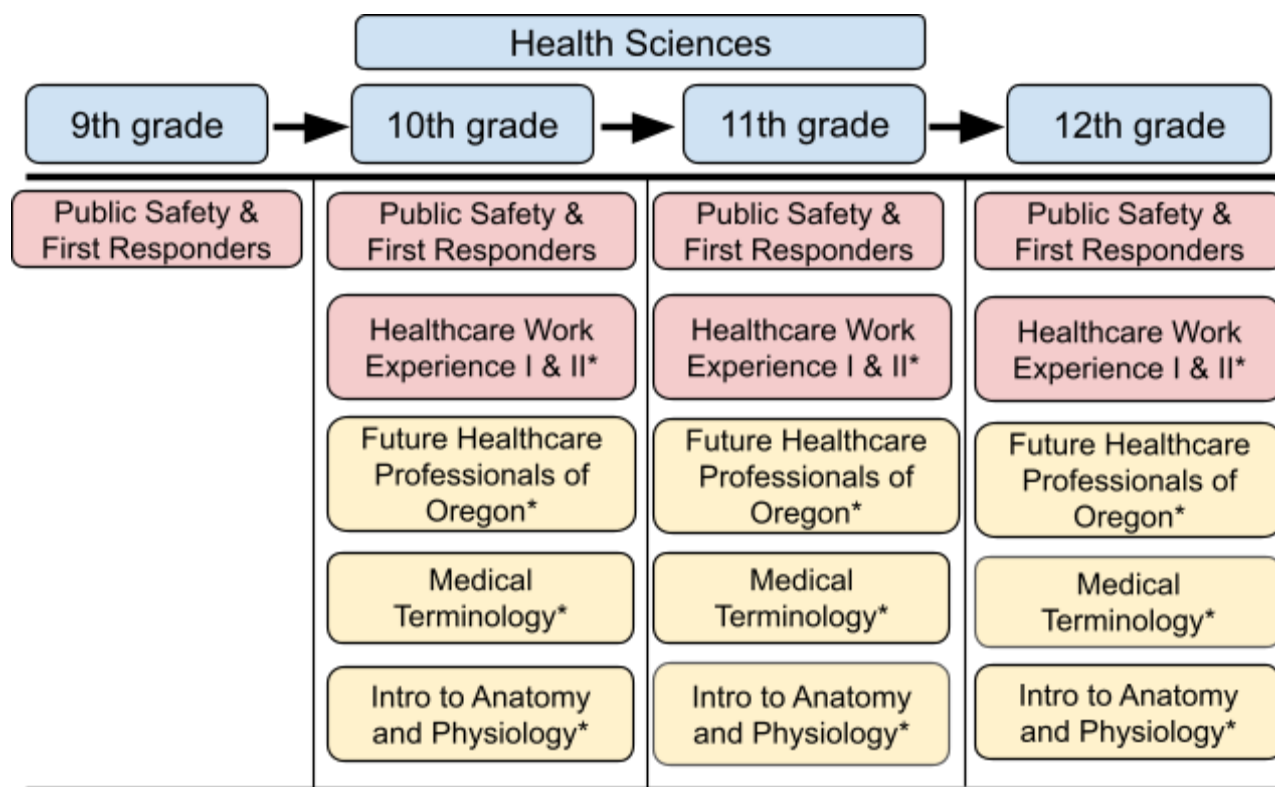 Health Sciences
9th grade
10th grade
11th grade
12th grade
Public Safety &
First Responders
Public Safety &
First Responders
Healthcare Work
Experience I & II*
Future Healthcare
Professionals of
Oregon*
Medical
Terminology*
Intro to Anatomy
and Physiology*
Public Safety &
First Responders
Healthcare Work
Experience I & II*
Future Healthcare
Professionals of
Oregon*
Medical
Terminology*
Intro to Anatomy
and Physiology*
Public Safety &
First Responders
Healthcare Work
Experience I & II*
Future Healthcare
Professionals of
Oregon*
Medical
Terminology*
Intro to Anatomy
and Physiology*